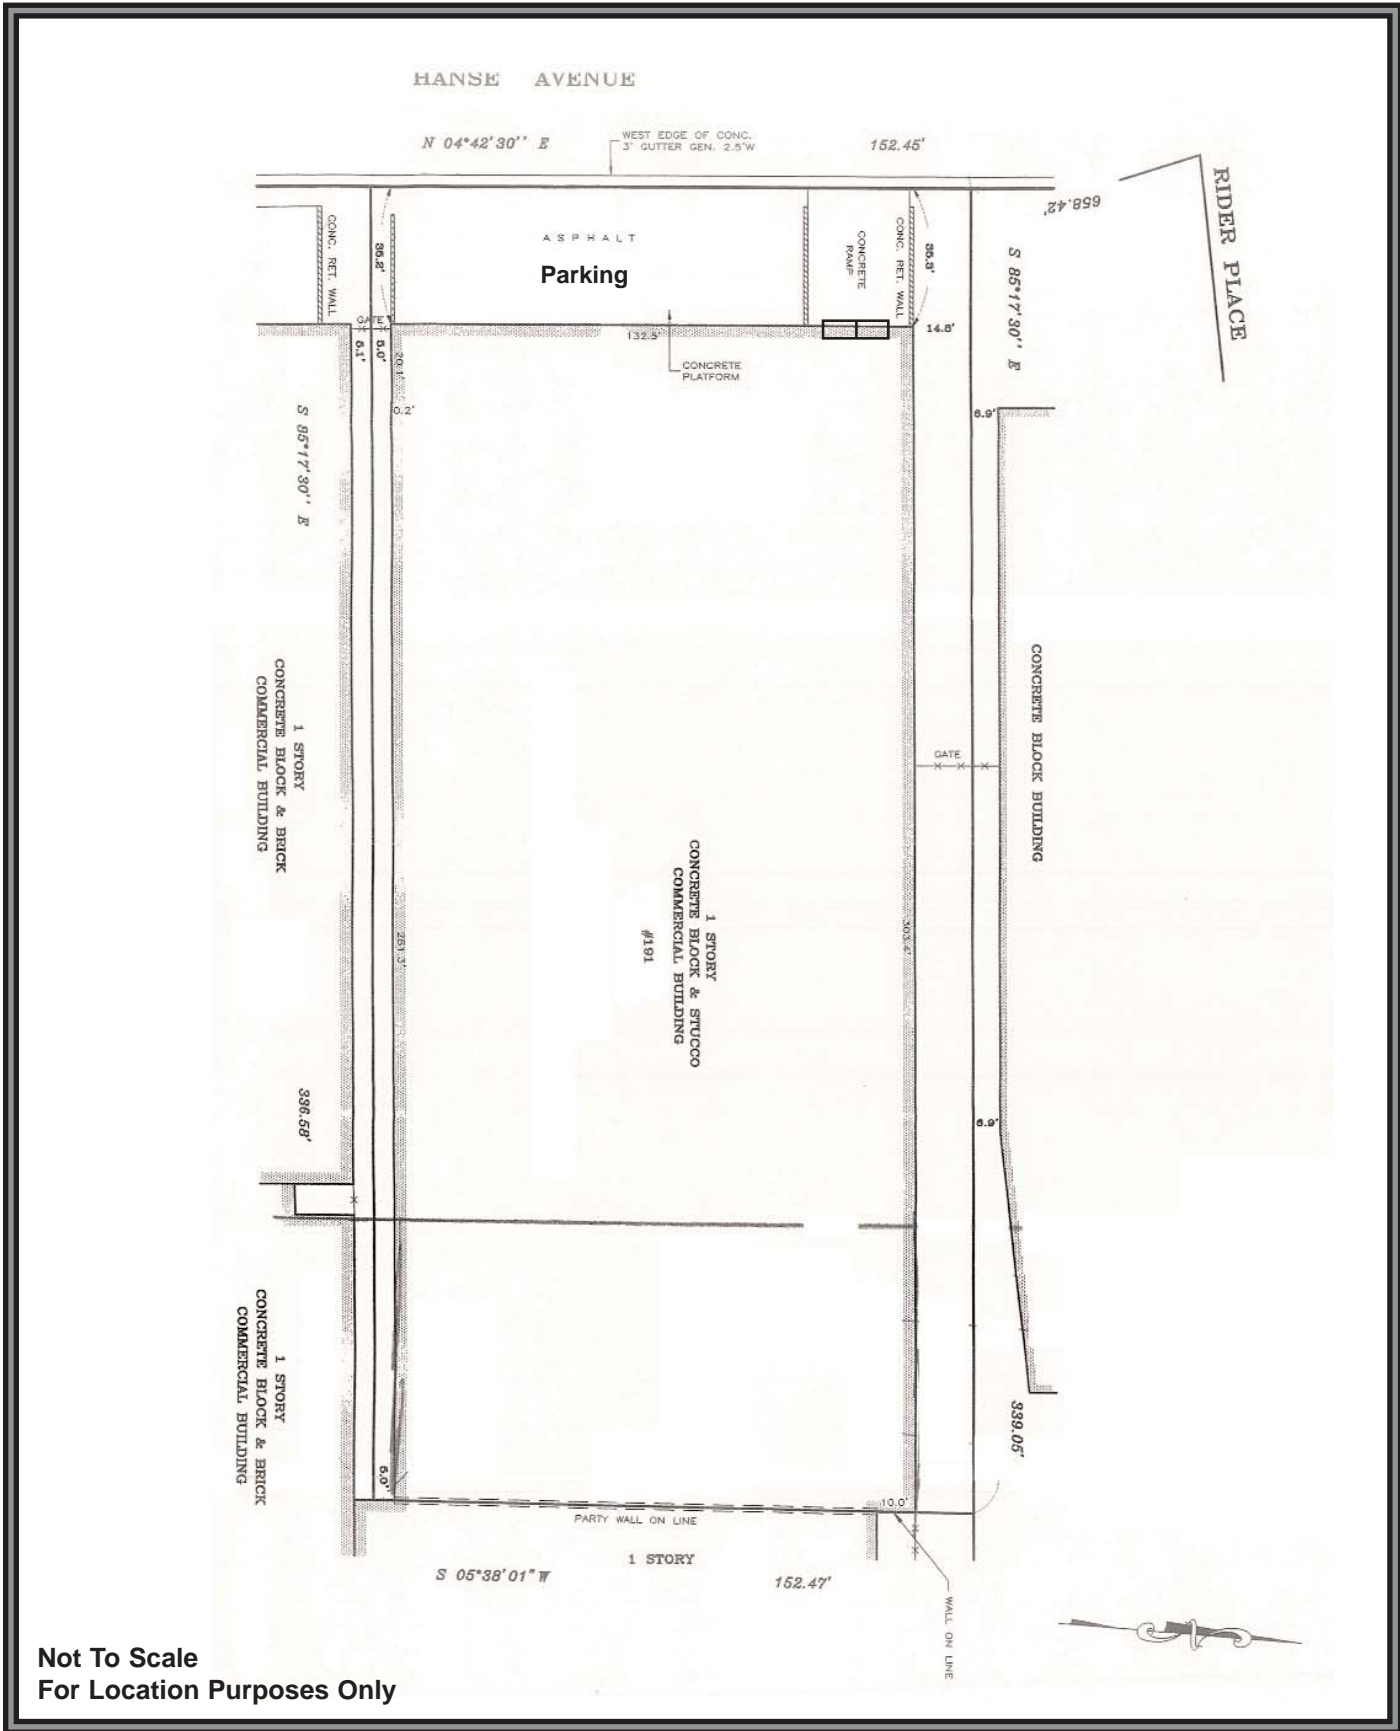 HANSE AVENUE
N 04°42'30'' E
WEST EDGE OF CONC.
3' GUTTER GEN. 2.5'W
152.45'
658.42'
RIDER PLACE
CONC. RET. WALL
35.2'
ASPHALT
Parking
CONCRETE
RAMP
CONC. RET. WALL
35.3'
S 85°17'30'' E
GATE
5.1'
5.0'
20.1'
132.5'
14.8'
CONCRETE
PLATFORM
0.2'
6.9'
S 85°17'30'' E
1 STORY
CONCRETE BLOCK & BRICK
COMMERCIAL BUILDING
CONCRETE BLOCK BUILDING
GATE
1 STORY
CONCRETE BLOCK & STUCCO
COMMERCIAL BUILDING
#191
281.3'
303.4'
336.58'
6.9'
1 STORY
CONCRETE BLOCK & BRICK
COMMERCIAL BUILDING
339.05'
5.0'
10.0'
PARTY WALL ON LINE
1 STORY
S 05°38'01" W
152.47'
WALL ON LINE
Not To Scale
For Location Purposes Only